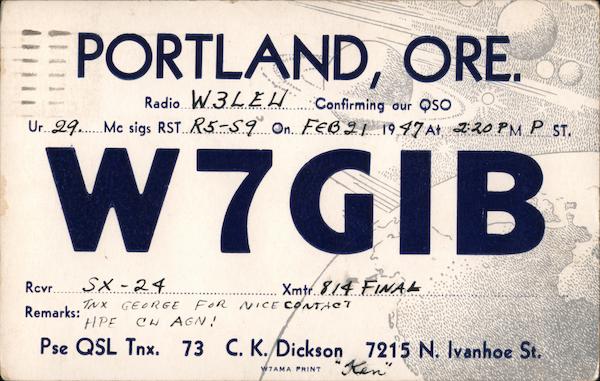 PORTLAND, ORE.
Radio W3LEW Confirming our QSO
Ur 29 Mc sigs RST R5-S9 On FEB 21 1947 At 2:20 PM P ST.
W7GIB
Rcvr SX-24 Xmtr 814 FINAL
Remarks: TNX GEORGE FOR NICE CONTACT
HPE CU AGN!
Pse QSL Tnx. 73 C. K. Dickson 7215 N. Ivanhoe St.
W7AMA PRINT "Ken"